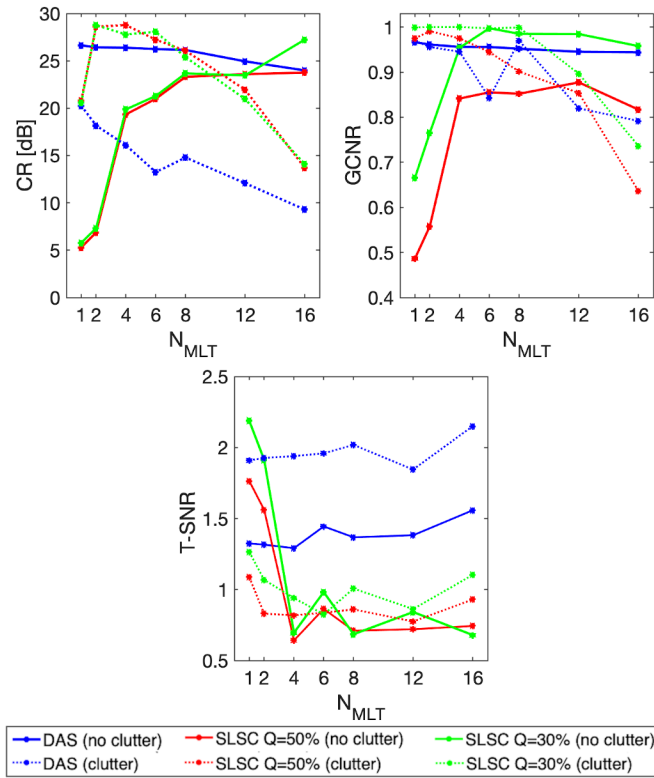 30
25
20
15
10
5
0
CR [dB]
1 2 4 6 8 12 16
N_MLT
1
0.9
0.8
0.7
0.6
0.5
0.4
GCNR
1 2 4 6 8 12 16
N_MLT
2.5
2
1.5
1
0.5
T-SNR
1 2 4 6 8 12 16
N_MLT
DAS (no clutter) SLSC Q=50% (no clutter) SLSC Q=30% (no clutter)
DAS (clutter) SLSC Q=50% (clutter) SLSC Q=30% (clutter)